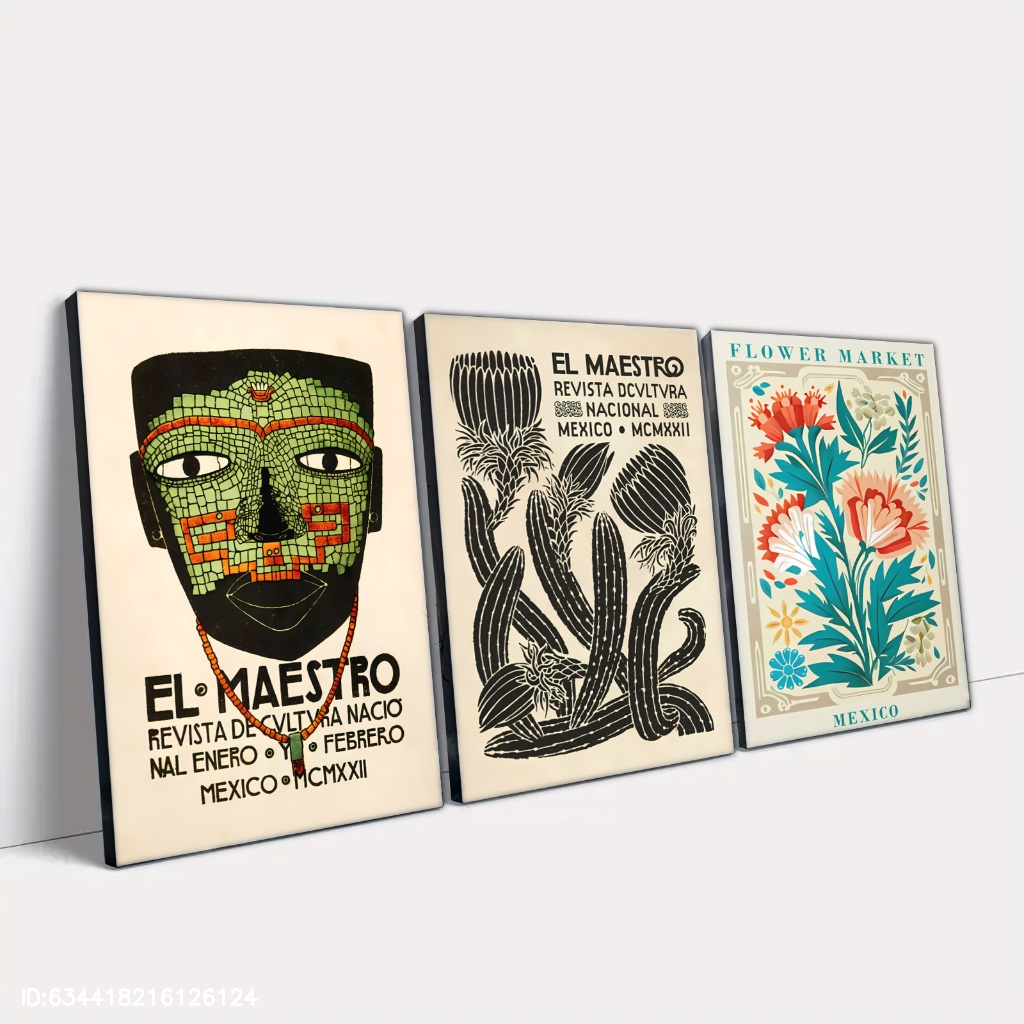 EL • MAESTRO
REVISTA DE CVLTVRA NACIO
NAL ENERO • Y • FEBRERO
MEXICO • MCMXXII
EL MAESTRO
REVISTA DCVLTVRA
NACIONAL
MEXICO • MCMXXII
FLOWER MARKET
MEXICO
ID:634418216126124